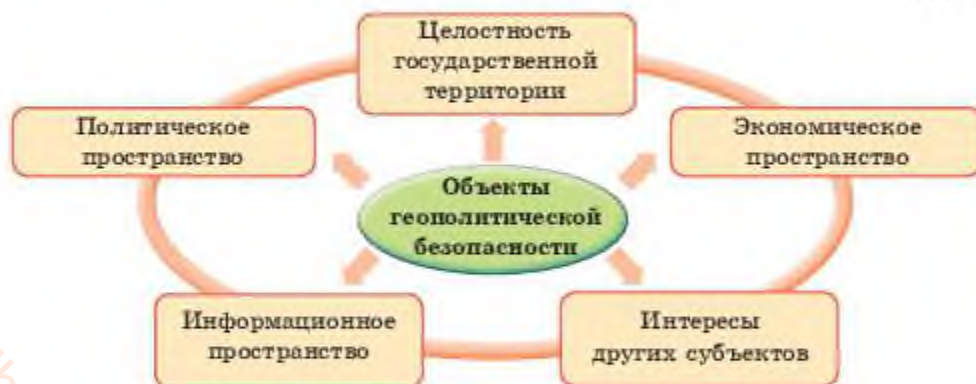 Целостность
государственной
территории
Политическое
пространство
Экономическое
пространство
Объекты
геополитической
безопасности
Информационное
пространство
Интересы
других субъектов